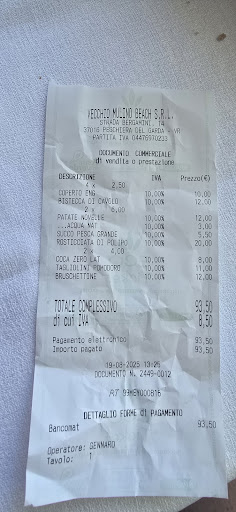 VECCHIO MULINO BEACH S.R.L.
STRADA BERGAMINI, 14
37019 PESCHIERA DEL GARDA - VR
PARTITA IVA 04476970233
DOCUMENTO COMMERCIALE
di vendita o prestazione
DESCRIZIONE IVA Prezzo(€)
4 x 2,50
COPERTO ENG 10,00% 10,00
BISTECCA DI CAVOLO 10,00% 12,00
2 x 6,00
PATATE NOVELLE 10,00% 12,00
...ACQUA NAT 10,00% 3,00
SUCCO PESCA GRANDE 10,00% 5,50
ROSTICCIATA DI POLIPO 10,00% 20,00
2 x 4,00
COCA ZERO LAT 10,00% 8,00
TAGLIOLINI POMODORO 10,00% 11,00
BRUSCHETTINE 10,00% 12,00
TOTALE COMPLESSIVO 93,50
di cui IVA 8,50
Pagamento elettronico 93,50
Importo pagato 93,50
19-08-2025 13:25
DOCUMENTO N. 2449-0012
RT 99MEY000815
DETTAGLIO FORME di PAGAMENTO
Bancomat 93,50
Operatore: GENNARO
Tavolo: 1